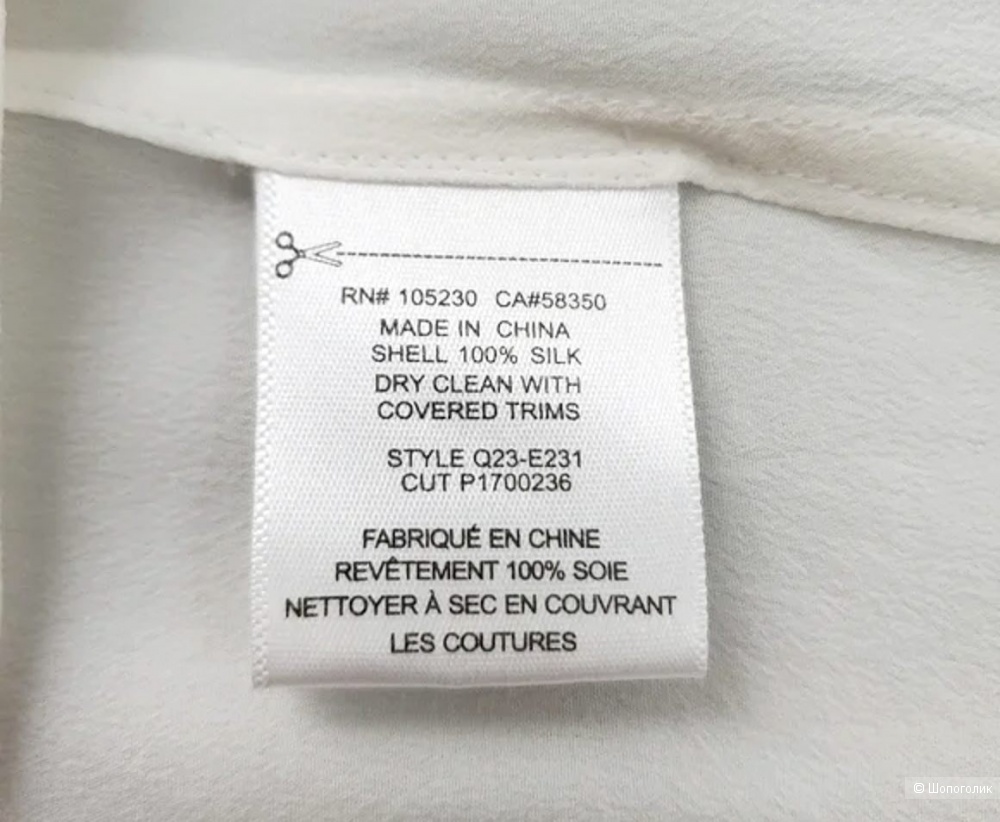 RN# 105230 CA#58350
MADE IN CHINA
SHELL 100% SILK
DRY CLEAN WITH
COVERED TRIMS
STYLE Q23-E231
CUT P1700236
FABRIQUÉ EN CHINE
REVÊTEMENT 100% SOIE
NETTOYER À SEC EN COUVRANT
LES COUTURES
© Шопоголик